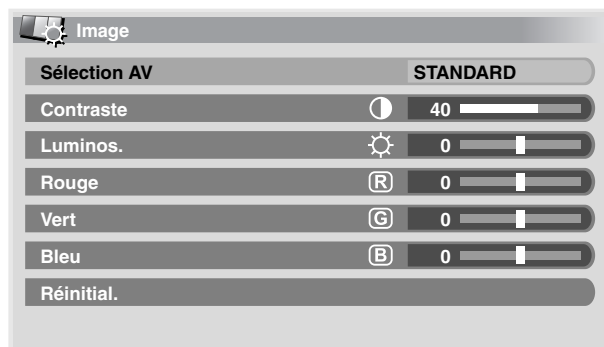 Image
Sélection AV STANDARD
Contraste 40
Luminos. 0
Rouge R 0
Vert G 0
Bleu B 0
Réinitial.